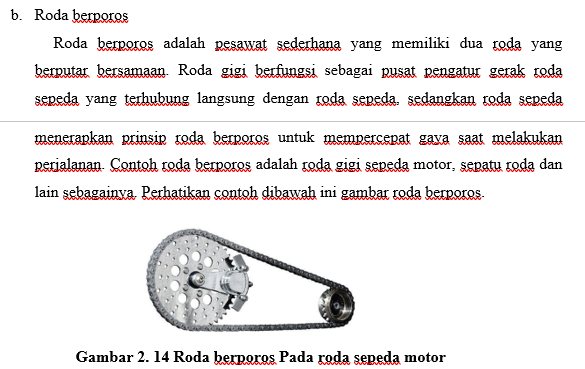 b. Roda berporos
Roda berporos adalah pesawat sederhana yang memiliki dua roda yang
berputar bersamaan. Roda gigi berfungsi sebagai pusat pengatur gerak roda
sepeda yang terhubung langsung dengan roda sepeda, sedangkan roda sepeda
menerapkan prinsip roda berporos untuk mempercepat gaya saat melakukan
perjalanan. Contoh roda berporos adalah roda gigi sepeda motor, sepatu roda dan
lain sebagainya. Perhatikan contoh dibawah ini gambar roda berporos.
Gambar 2. 14 Roda berporos Pada roda sepeda motor